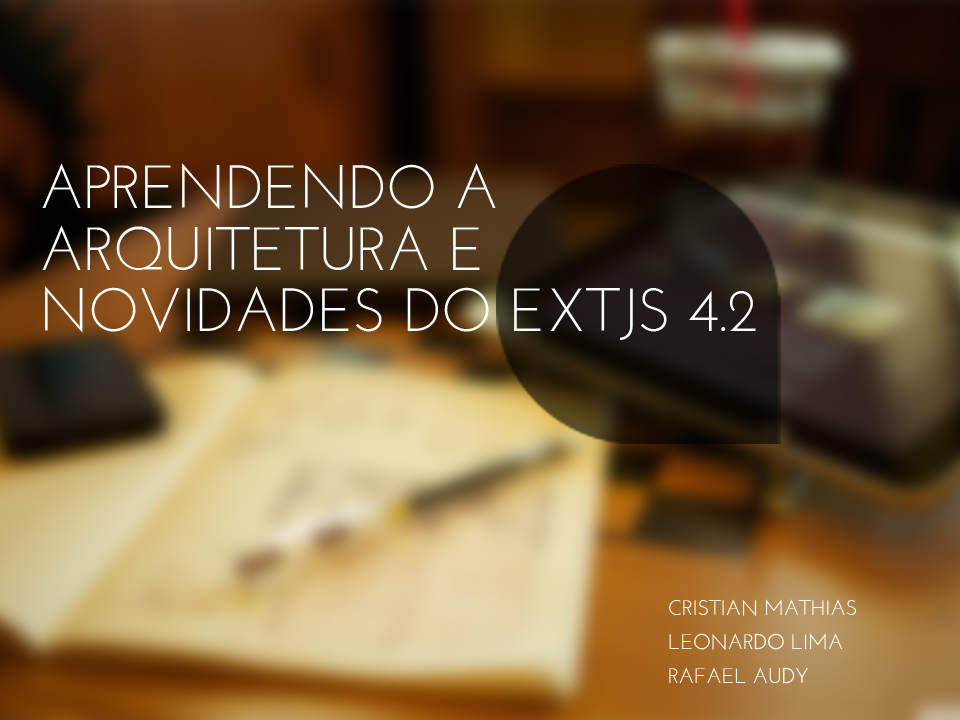 APRENDENDO A
ARQUITETURA E
NOVIDADES DO EXTJS 4.2
CRISTIAN MATHIAS
LEONARDO LIMA
RAFAEL AUDY